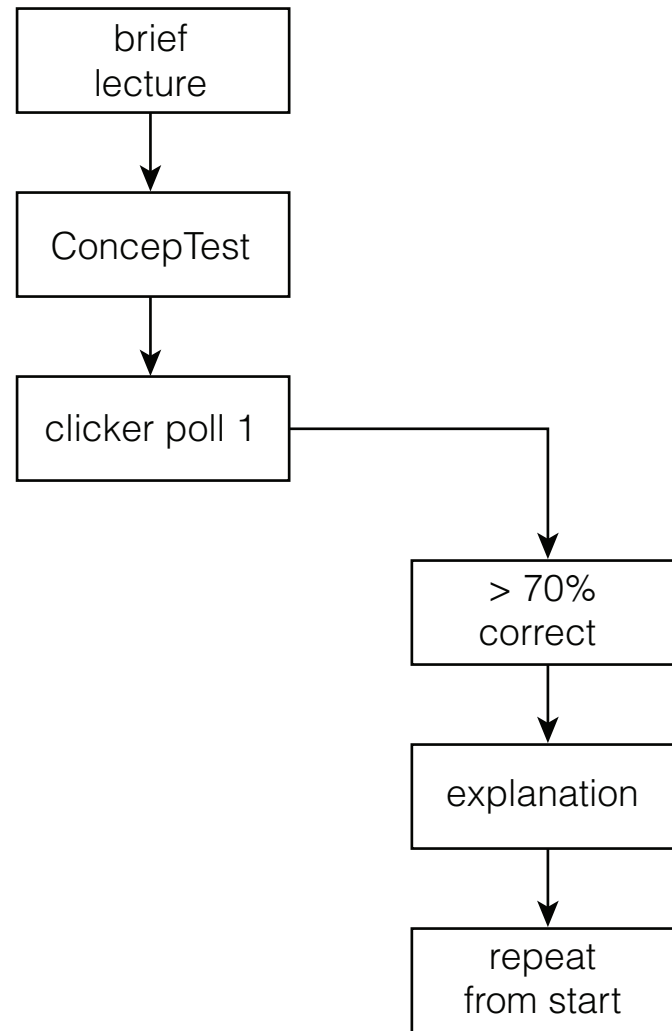 brief
lecture
ConcepTest
clicker poll 1
> 70%
correct
explanation
repeat
from start